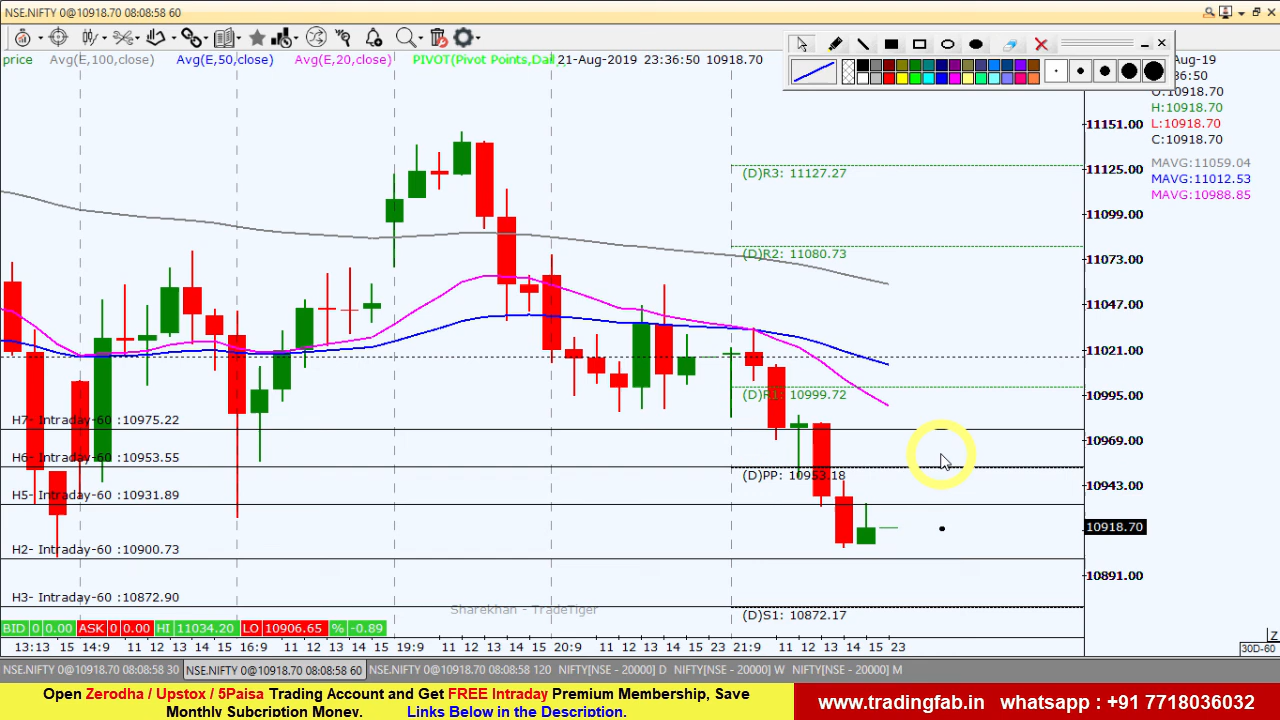 NSE.NIFTY 0@10918.70 08:08:58 60
price Avg(E,100,close) Avg(E,50,close) Avg(E,20,close) PIVOT(Pivot Points,Dai 21-Aug-2019 23:36:50 10918.70
Aug-19
36:50
O:10918.70
H:10918.70
L:10918.70
C:10918.70
MAVG:11059.04
MAVG:11012.53
MAVG:10988.85
11151.00
11125.00
11099.00
11073.00
11047.00
11021.00
10995.00
10969.00
10943.00
10918.70
10891.00
(D)R3: 11127.27
(D)R2: 11080.73
(D)R1: 10999.72
H7- Intraday-60 :10975.22
H6- Intraday-60 :10953.55
(D)PP: 10953.18
H5- Intraday-60 :10931.89
H2- Intraday-60 :10900.73
H3- Intraday-60 :10872.90
Sharekhan - TradeTiger
(D)S1: 10872.17
BID 0 0.00 ASK 0 0.00 HI 11034.20 LO 10906.65 % -0.89
Z
13:13 15 14:9 11 12 13 14 15 16:9 11 12 13 14 15 19:9 11 12 13 14 15 20:9 11 12 13 14 15 23 21:9 11 12 13 14 15 23
30D-60
NSE.NIFTY 0@10918.70 08:08:58 30 NSE.NIFTY 0@10918.70 08:08:58 60 NSE.NIFTY 0@10918.70 08:08:58 120 NIFTY[NSE - 20000] D NIFTY[NSE - 20000] W NIFTY[NSE - 20000] M
Open Zerodha / Upstox / 5Paisa Trading Account and Get FREE Intraday Premium Membership, Save
Monthly Subcription Money. Links Below in the Description.
www.tradingfab.in whatsapp : +91 7718036032